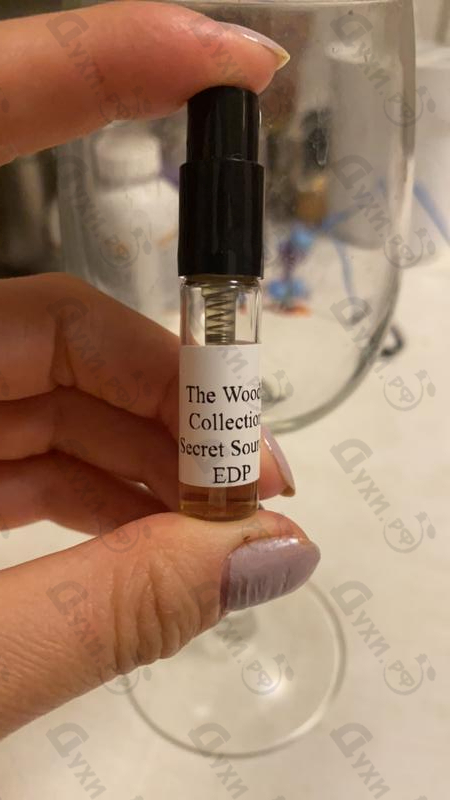 The Wood
Collection
Secret Sour
EDP
Духи.рф